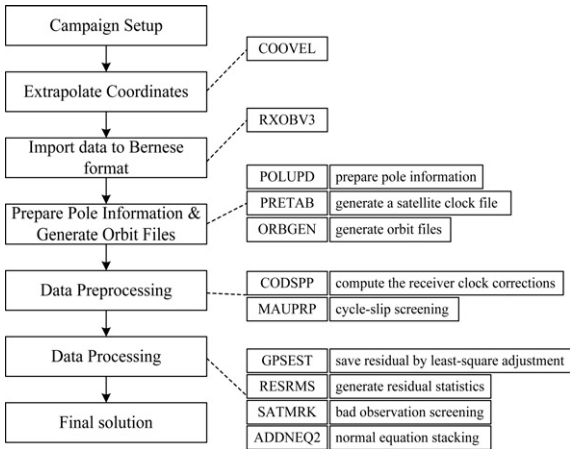 Campaign Setup
COOVEL
Extrapolate Coordinates
RXOBV3
Import data to Bernese
format
POLUPD prepare pole information
PRETAB generate a satellite clock file
ORBGEN generate orbit files
Prepare Pole Information &
Generate Orbit Files
CODSPP compute the receiver clock corrections
MAUPRP cycle-slip screening
Data Preprocessing
Data Processing
GPSEST save residual by least-square adjustment
RESRMS generate residual statistics
SATMRK bad observation screening
ADDNEQ2 normal equation stacking
Final solution